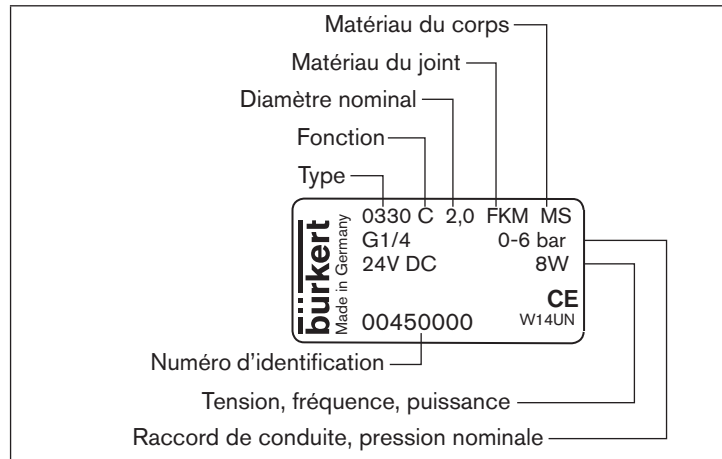 Matériau du corps
Matériau du joint
Diamètre nominal
Fonction
Type
bürkert
Made in Germany
0330 C 2,0 FKM MS
G1/4 0-6 bar
24V DC 8W
CE
00450000 W14UN
Numéro d'identification
Tension, fréquence, puissance
Raccord de conduite, pression nominale